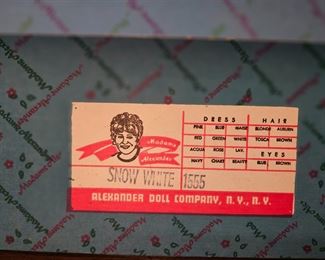 Madame
Alexander
DRESS HAIR
PINK BLUE MAIZE BLONDE AUBURN
RED GREEN WHITE TOSCA BROWN
ACQUA ROSE LAV. EYES
NAVY CHART BEAUTY BLUE BROWN
SNOW WHITE 1555
ALEXANDER DOLL COMPANY, N.Y., N.Y.